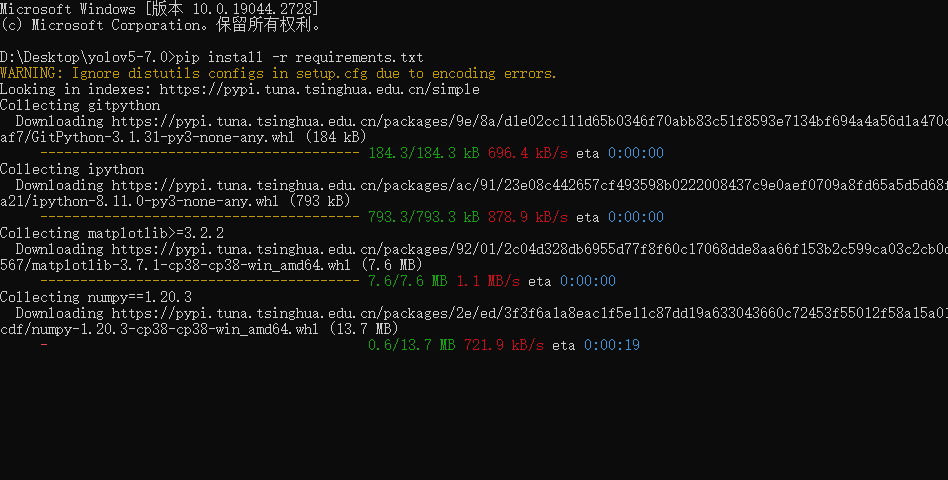 Microsoft Windows [版本 10.0.19044.2728]
(c) Microsoft Corporation。保留所有权利。
D:\Desktop\yolov5-7.0>pip install -r requirements.txt
WARNING: Ignore distutils configs in setup.cfg due to encoding errors.
Looking in indexes: https://pypi.tuna.tsinghua.edu.cn/simple
Collecting gitpython
Downloading https://pypi.tuna.tsinghua.edu.cn/packages/9e/8a/d1e02cc111d65b0346f70abb83c51f8593e7134bf694a4a56d1a470c
af7/GitPython-3.1.31-py3-none-any.whl (184 kB)
---------------------------------------- 184.3/184.3 kB 696.4 kB/s eta 0:00:00
Collecting ipython
Downloading https://pypi.tuna.tsinghua.edu.cn/packages/ac/91/23e08c442657cf493598b0222008437c9e0aef0709a8fd65a5d5d68f
a21/ipython-8.11.0-py3-none-any.whl (793 kB)
---------------------------------------- 793.3/793.3 kB 878.9 kB/s eta 0:00:00
Collecting matplotlib>=3.2.2
Downloading https://pypi.tuna.tsinghua.edu.cn/packages/92/01/2c04d328db6955d77f8f60c17068dde8aa66f153b2c599ca03c2cb0c
567/matplotlib-3.7.1-cp38-cp38-win_amd64.whl (7.6 MB)
---------------------------------------- 7.6/7.6 MB 1.1 MB/s eta 0:00:00
Collecting numpy==1.20.3
Downloading https://pypi.tuna.tsinghua.edu.cn/packages/2e/ed/3f3f6a1a8eac1f5e11c87dd19a633043660c72453f55012f58a15a01
cdf/numpy-1.20.3-cp38-cp38-win_amd64.whl (13.7 MB)
- 0.6/13.7 MB 721.9 kB/s eta 0:00:19